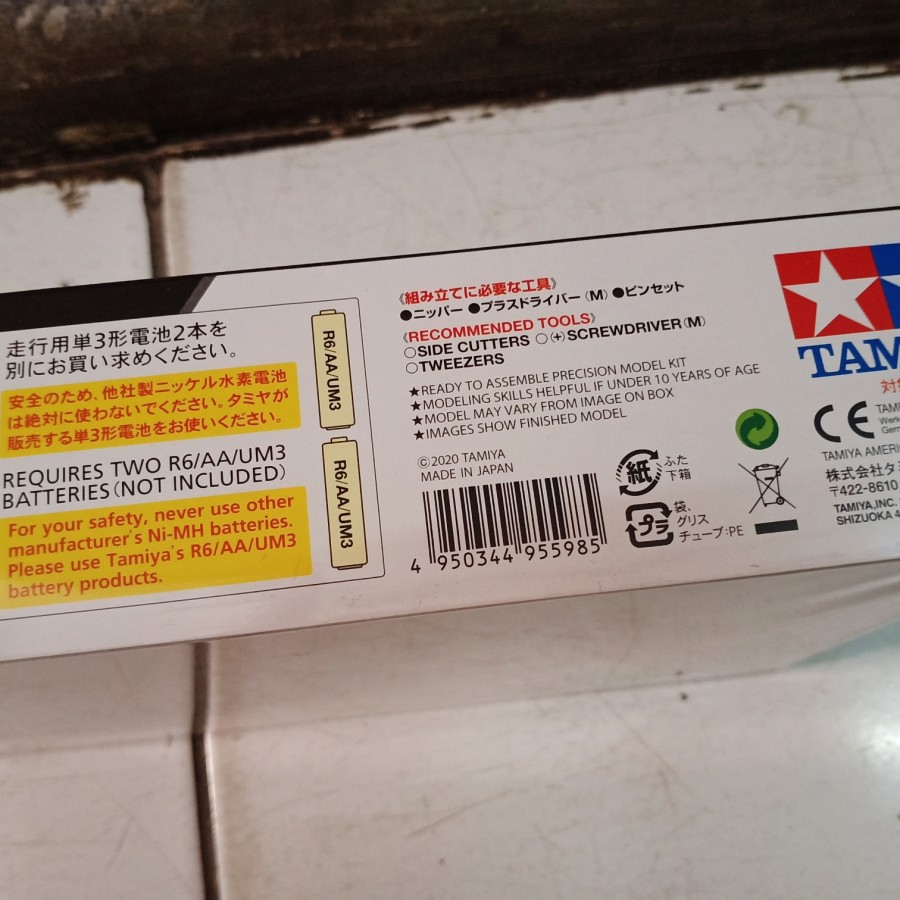 走行用単3形電池2本を
別にお買い求めください。
安全のため、他社製ニッケル水素電池
は絶対に使わないでください。タミヤが
販売する単3形電池をお使いください。
REQUIRES TWO R6/AA/UM3
BATTERIES (NOT INCLUDED)
For your safety, never use other
manufacturer's Ni-MH batteries.
Please use Tamiya's R6/AA/UM3
battery products.
R6/AA/UM3
R6/AA/UM3
《組み立てに必要な工具》
●ニッパー ●プラスドライバー（M） ●ピンセット
《RECOMMENDED TOOLS》
○SIDE CUTTERS ○(+)SCREWDRIVER (M)
○TWEEZERS
★READY TO ASSEMBLE PRECISION MODEL KIT
★MODELING SKILLS HELPFUL IF UNDER 10 YEARS OF AGE
★MODEL MAY VARY FROM IMAGE ON BOX
★IMAGES SHOW FINISHED MODEL
©2020 TAMIYA
MADE IN JAPAN
4 950344 955985
紙
ふた
下箱
プラ
袋、
グリス
チューブ:PE
TAM
CE
TAMI
Werk
Germ
TAMIYA AMERIC
株式会社タ
〒422-8610
TAMIYA,INC.
SHIZUOKA 4